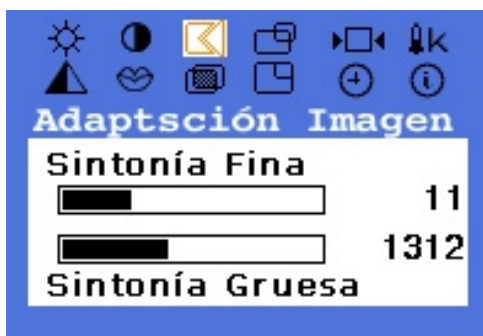 K
Adaptsción Imagen
Sintonía Fina
11
1312
Sintonía Gruesa